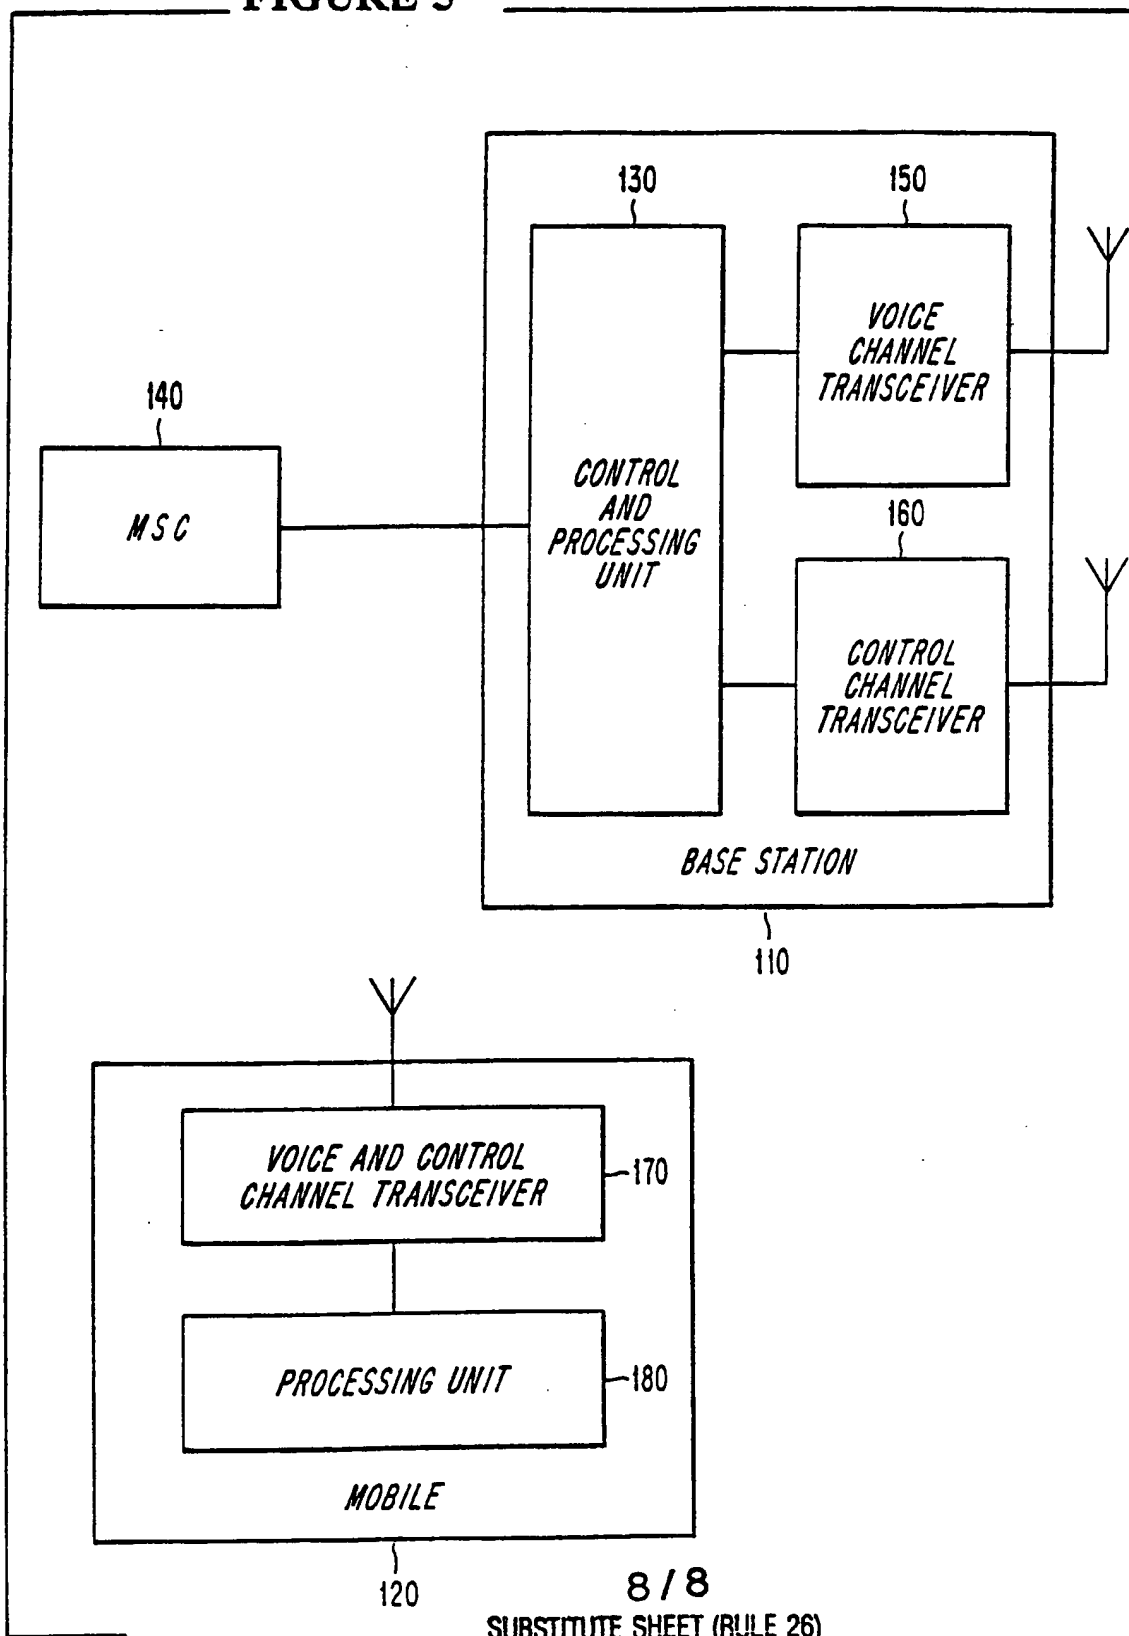 FIGURE 5
130
150
VOICE
CHANNEL
TRANSCEIVER
140
MSC
CONTROL
AND
PROCESSING
UNIT
160
CONTROL
CHANNEL
TRANSCEIVER
BASE STATION
110
VOICE AND CONTROL
CHANNEL TRANSCEIVER
170
PROCESSING UNIT
180
MOBILE
120
8/8
SUBSTITUTE SHEET (RULE 26)